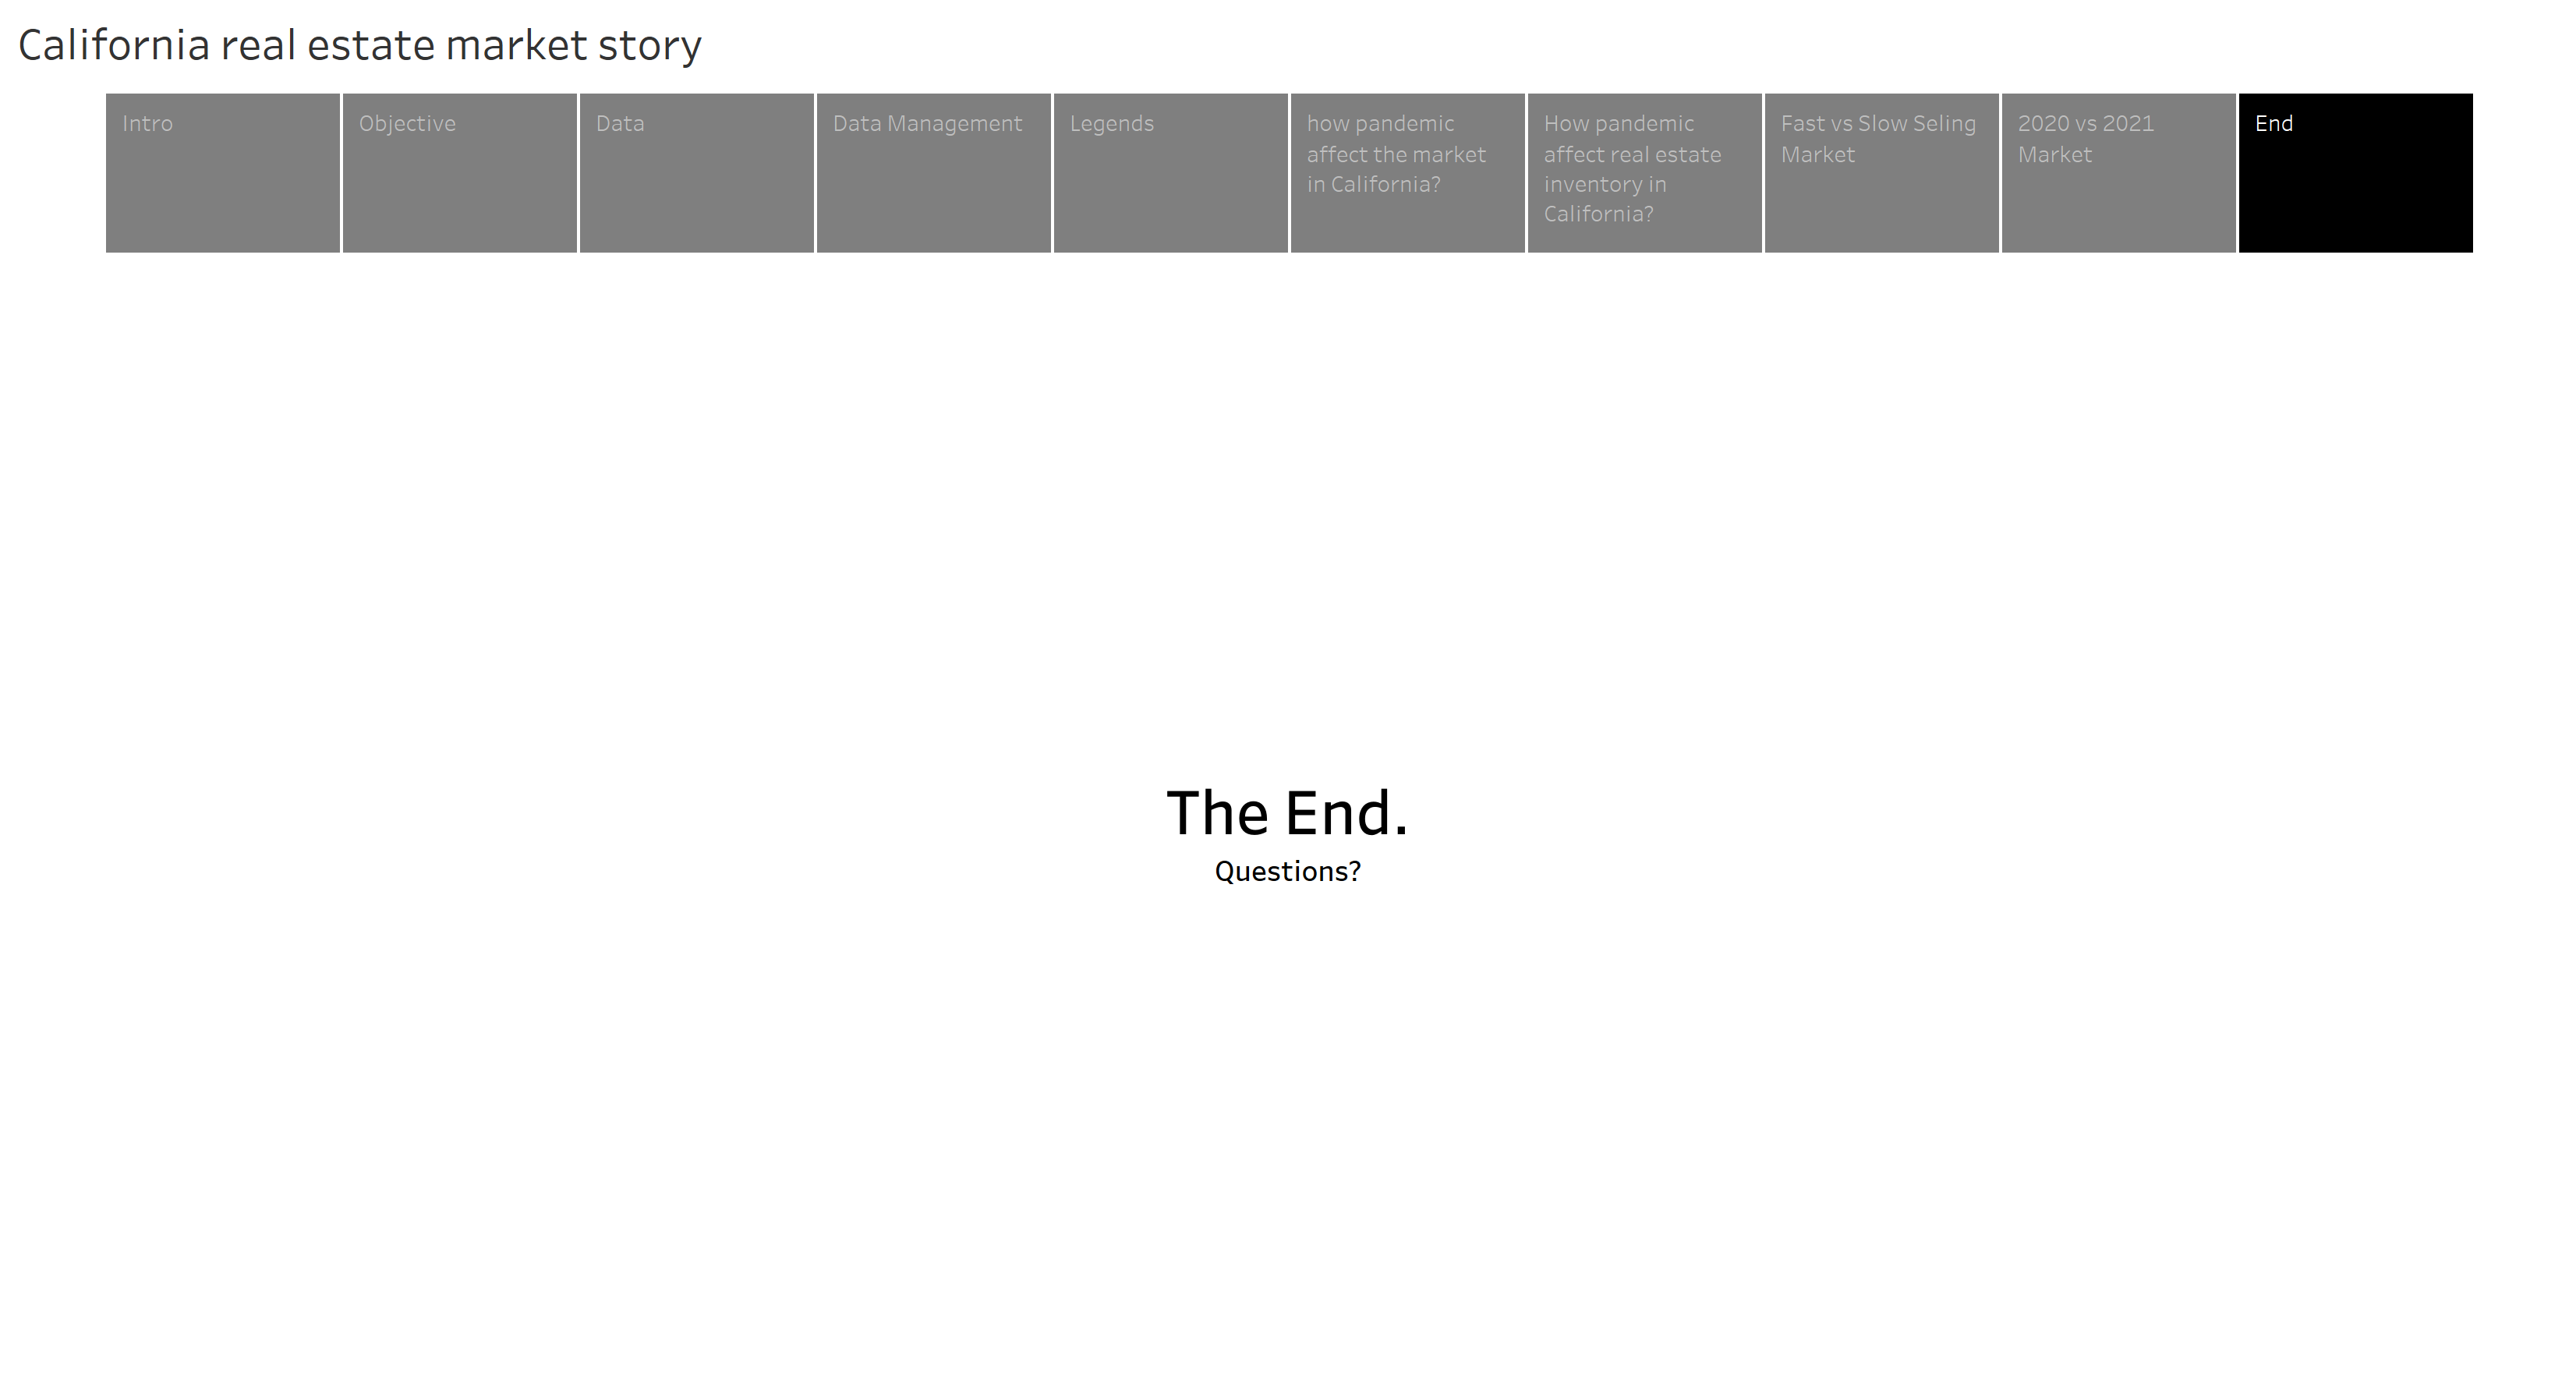 California real estate market story
Intro
Objective
Data
Data Management
Legends
how pandemic
affect the market
in California?
How pandemic
affect real estate
inventory in
California?
Fast vs Slow Seling
Market
2020 vs 2021
Market
End
The End.
Questions?